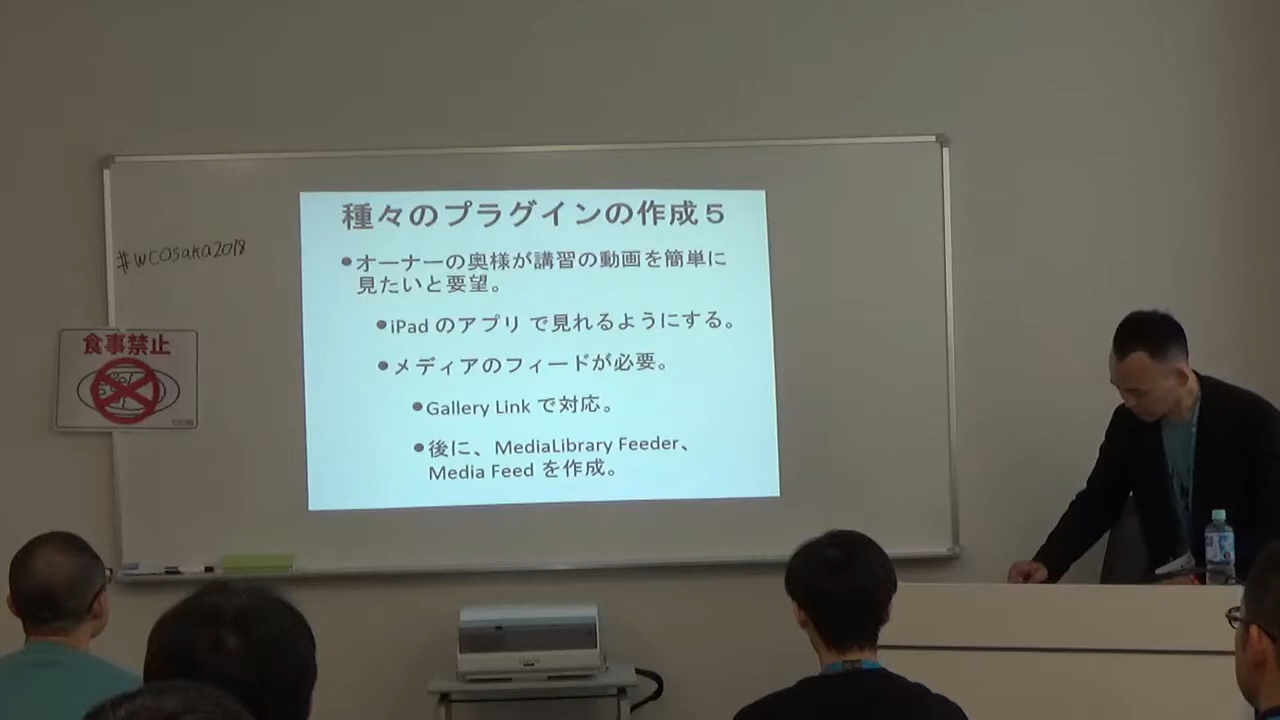 種々のプラグインの作成５
●オーナーの奥様が講習の動画を簡単に
見たいと要望。
●iPad のアプリ で見れるようにする。
●メディアのフィードが必要。
●Gallery Link で対応。
●後に、MediaLibrary Feeder、
Media Feed を作成。
#WCOsaka2018
食事禁止